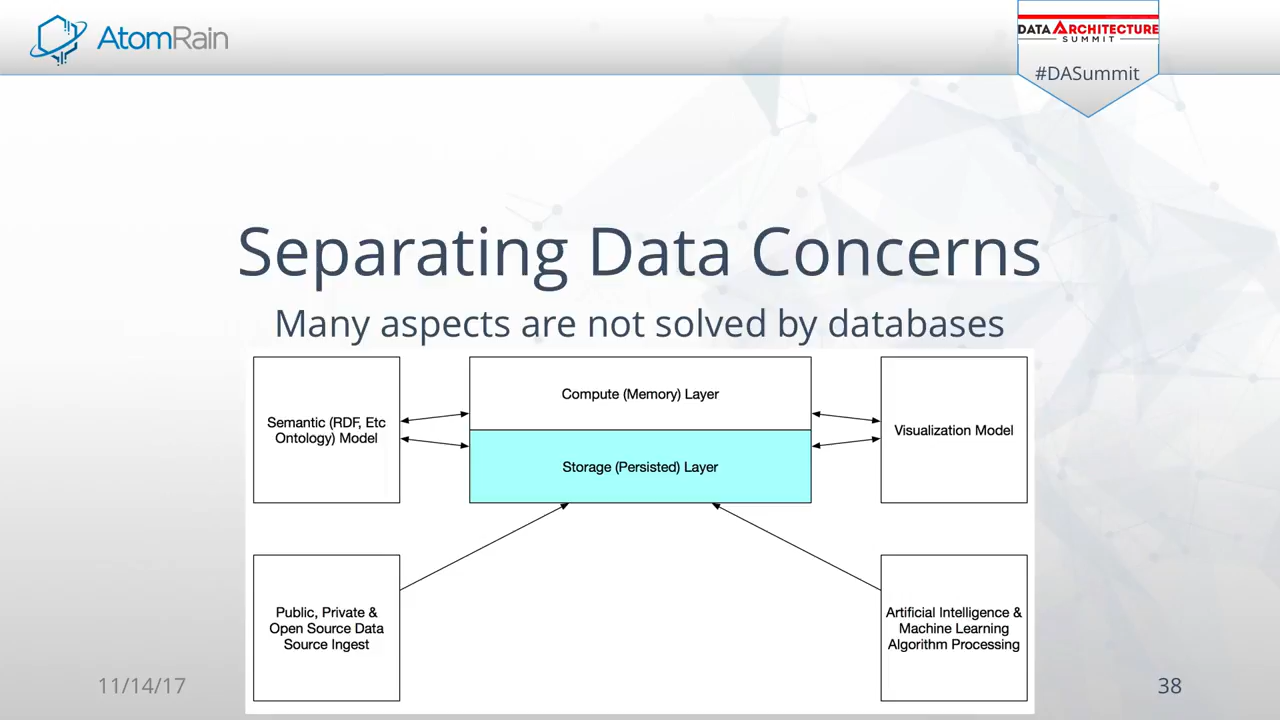 AtomRain
DATA ARCHITECTURE
SUMMIT
#DASummit
Separating Data Concerns
Many aspects are not solved by databases
Semantic (RDF, Etc
Ontology) Model
Compute (Memory) Layer
Storage (Persisted) Layer
Visualization Model
Public, Private &
Open Source Data
Source Ingest
Artificial Intelligence &
Machine Learning
Algorithm Processing
11/14/17
38